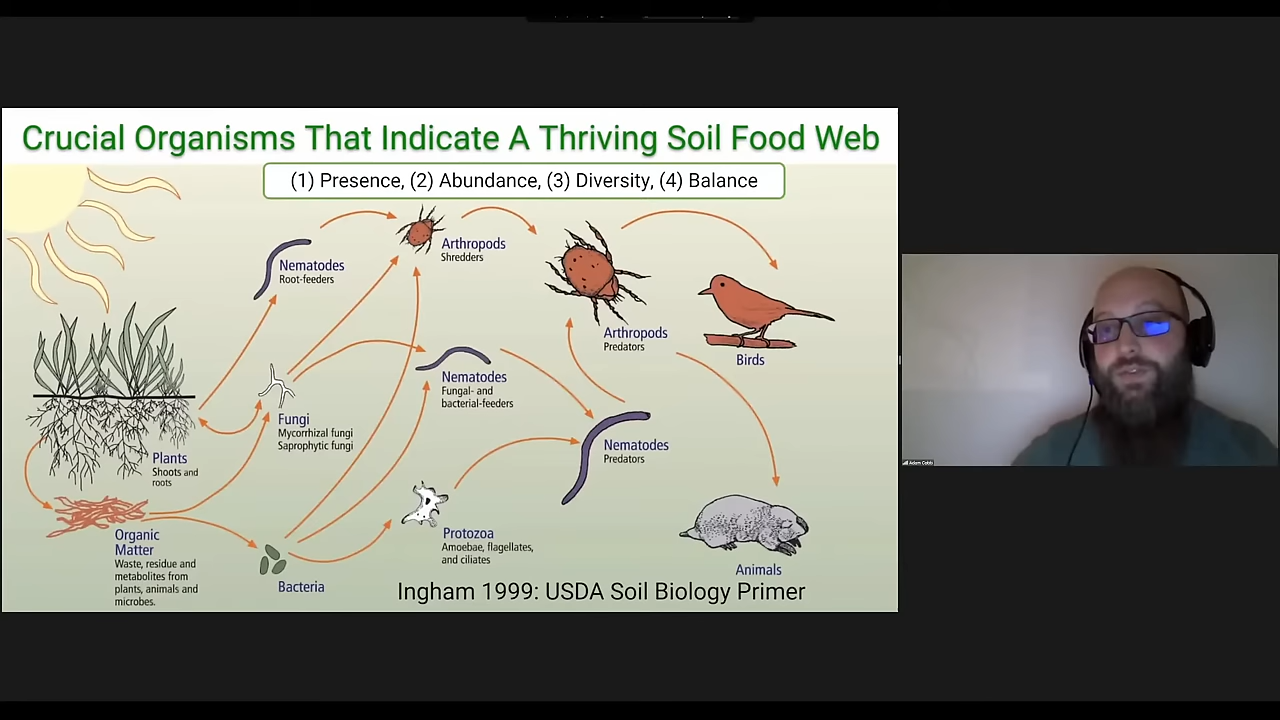 Crucial Organisms That Indicate A Thriving Soil Food Web
(1) Presence, (2) Abundance, (3) Diversity, (4) Balance
Nematodes
Root-feeders
Arthropods
Shredders
Arthropods
Predators
Birds
Nematodes
Fungal- and
bacterial-feeders
Fungi
Mycorrhizal fungi
Saprophytic fungi
Nematodes
Predators
Plants
Shoots and
roots
Organic
Matter
Waste, residue and
metabolites from
plants, animals and
microbes.
Bacteria
Protozoa
Amoebae, flagellates,
and ciliates
Animals
Ingham 1999: USDA Soil Biology Primer
Adam Cobb